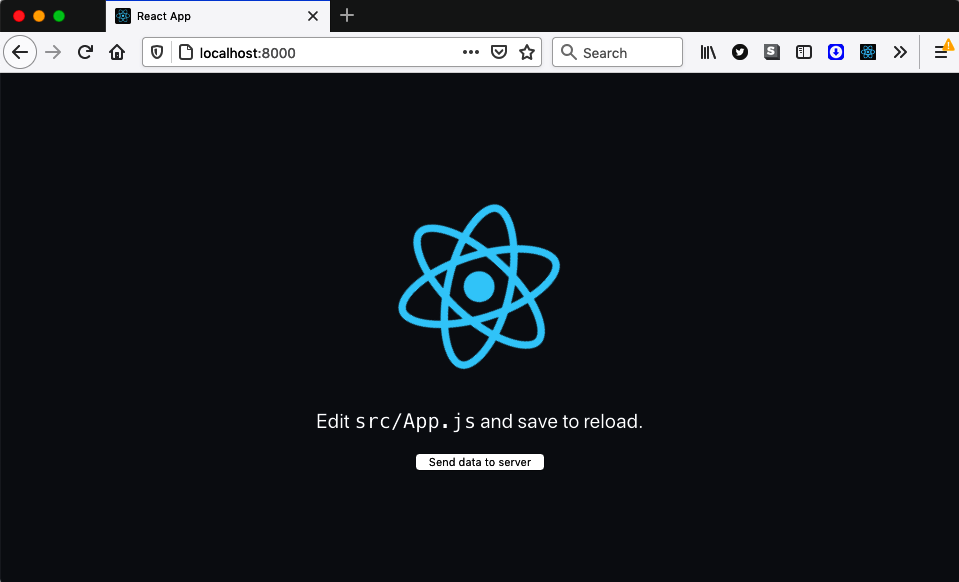 React App
localhost:8000
Search
S
Edit src/App.js and save to reload.
Send data to server